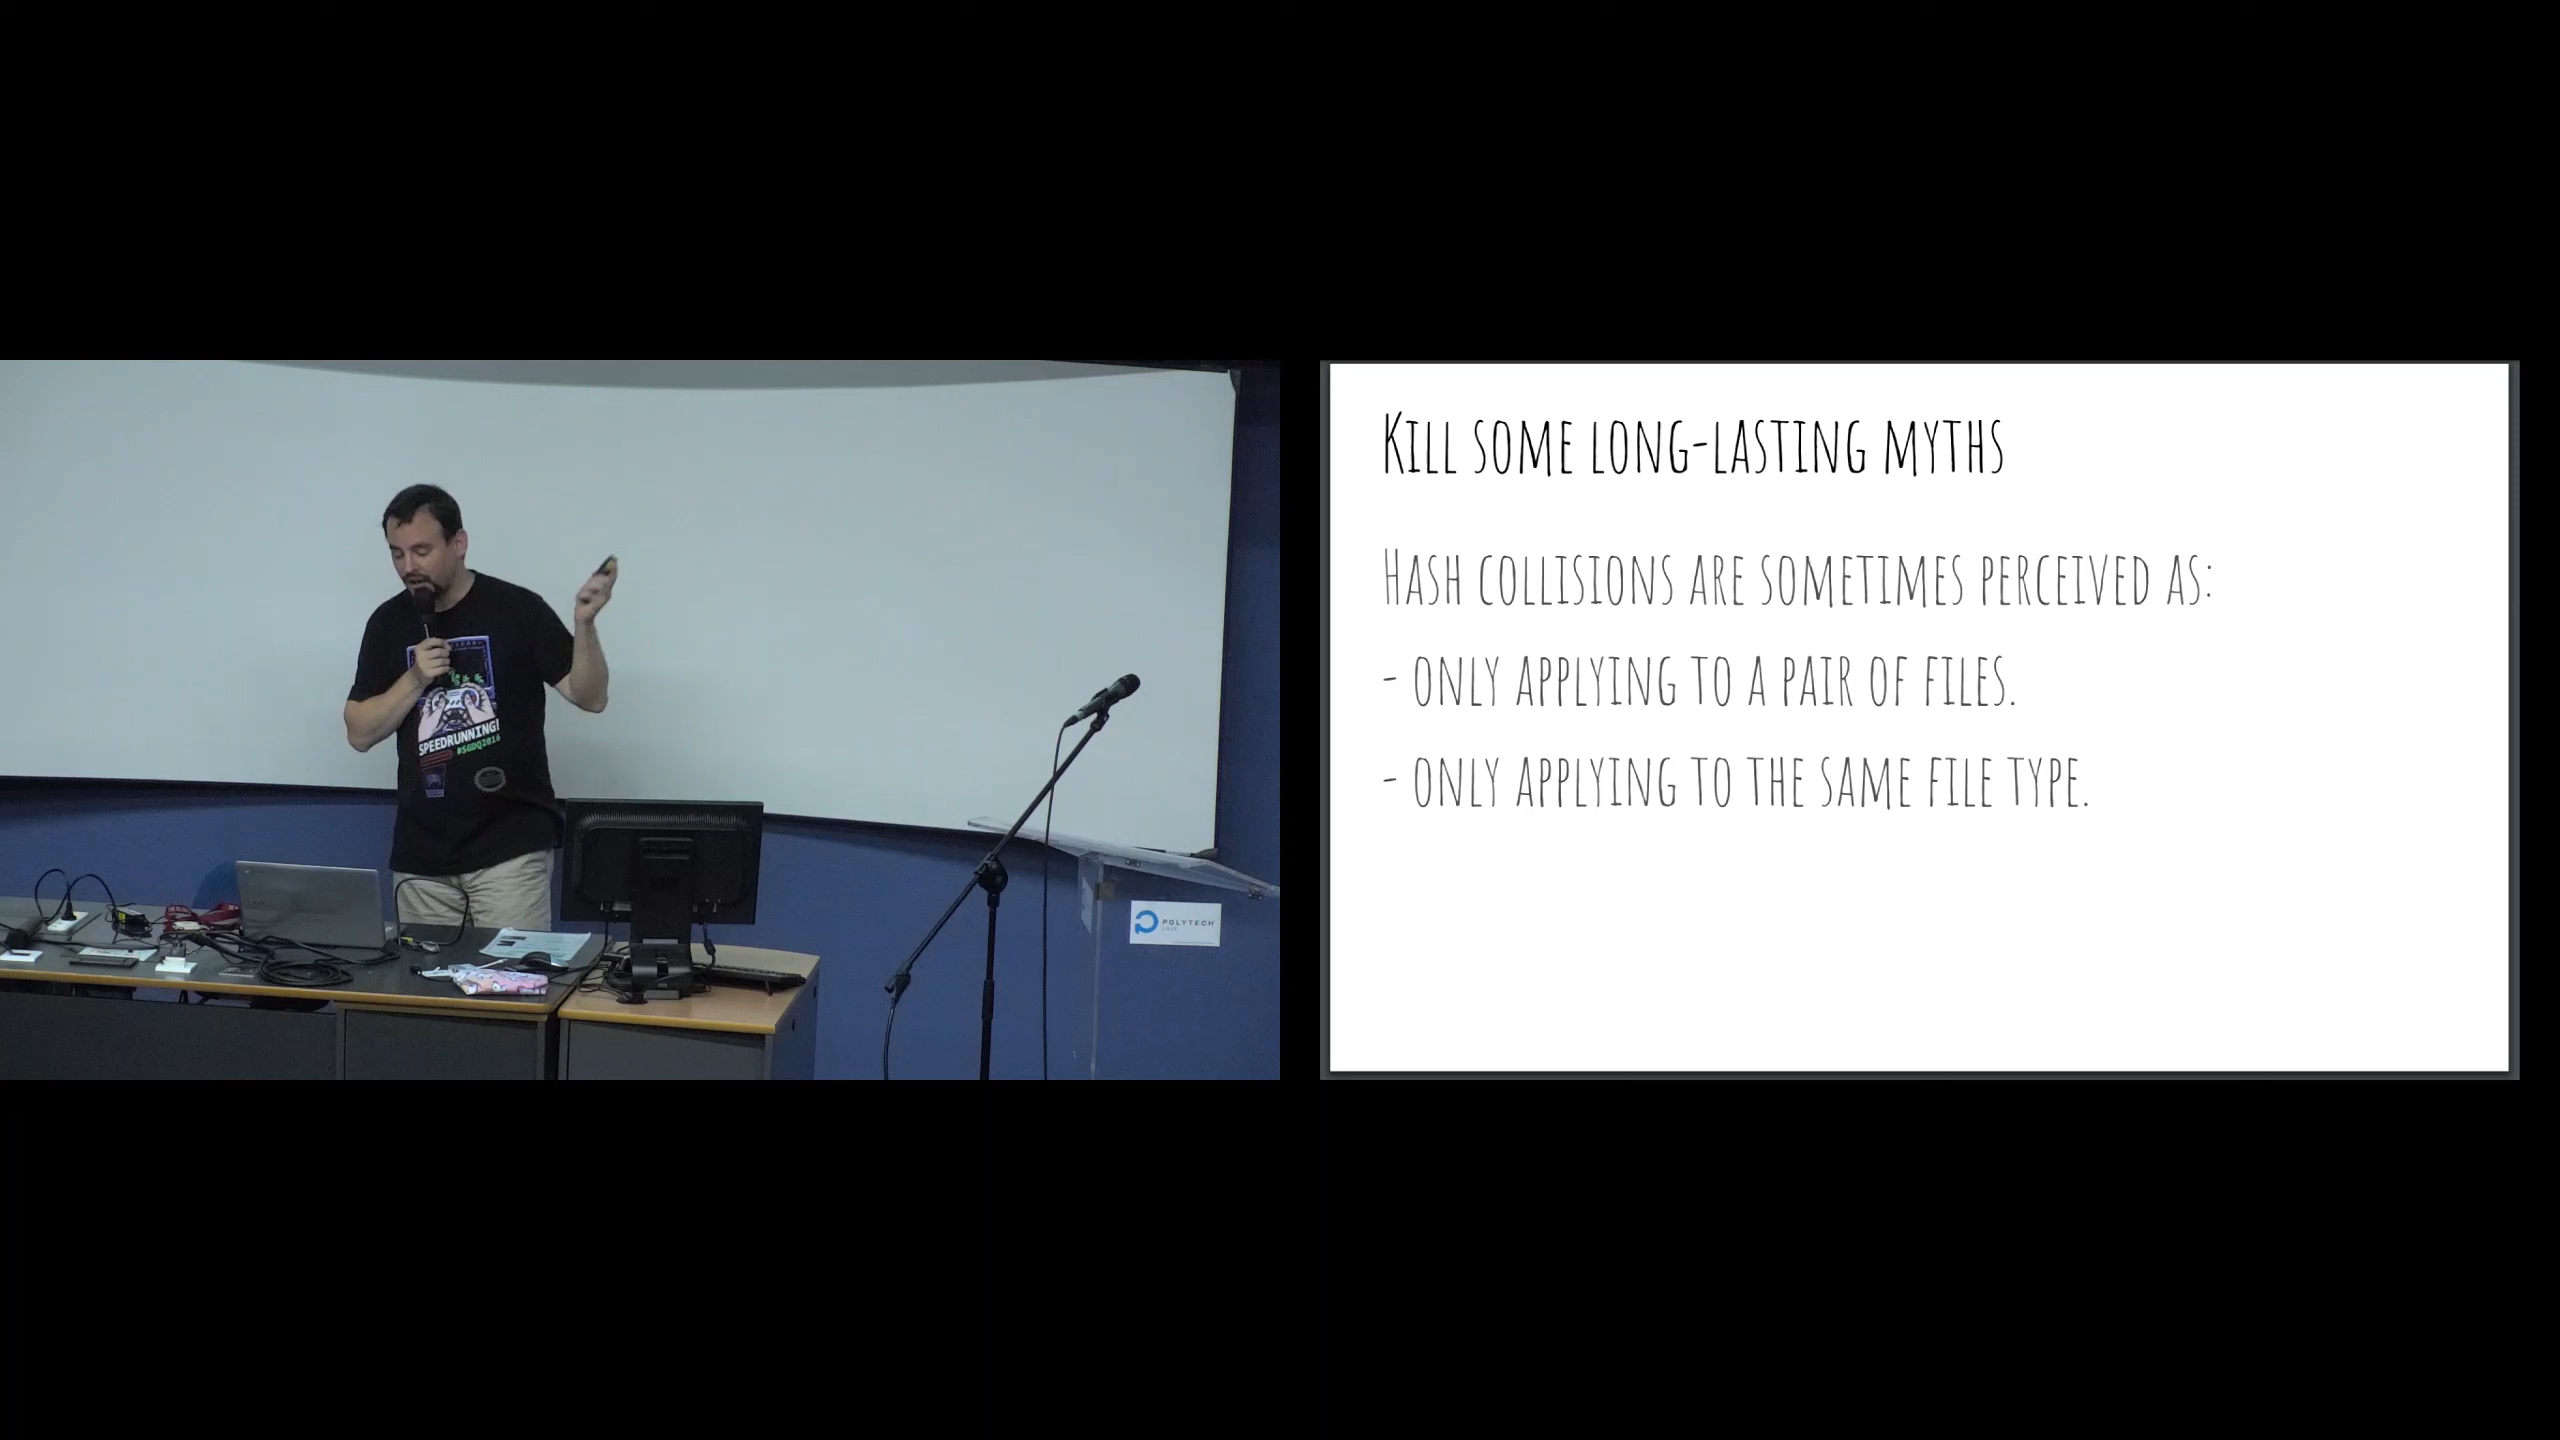 Kill some long-lasting myths
Hash collisions are sometimes perceived as:
- only applying to a pair of files.
- only applying to the same file type.
SPEEDRUNNING!
#SGDQ2016
POLYTECH
LILLE